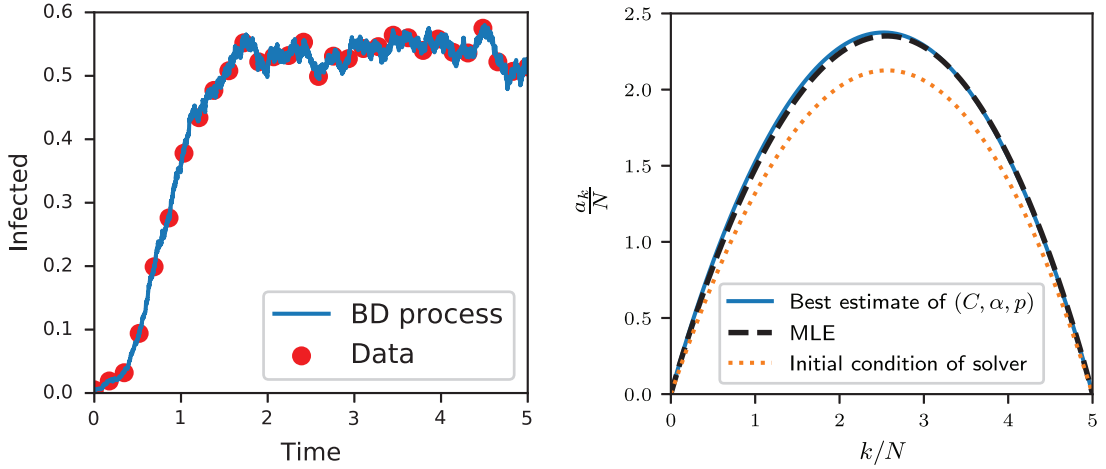 0.6
0.5
0.4
0.3
0.2
0.1
0.0
Infected
0
1
2
3
4
5
Time
BD process
Data
2.5
2.0
1.5
1.0
0.5
0.0
a_k/N
0
1
2
3
4
5
k/N
Best estimate of (C, α, p)
MLE
Initial condition of solver